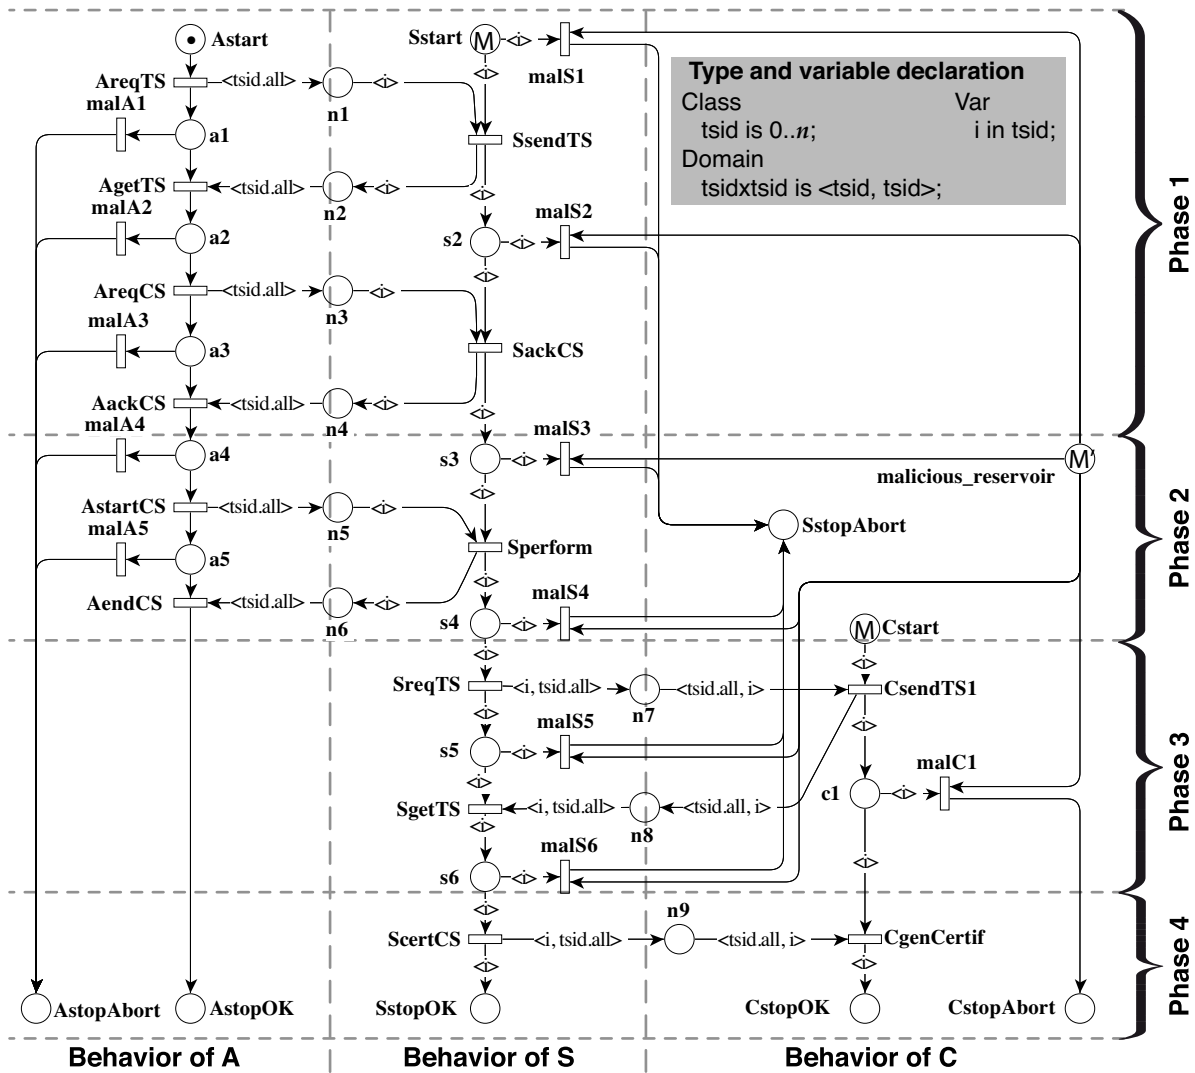 Astart
Sstart
M
<i>
malS1
Type and variable declaration
Class
Var
tsid is 0..n;
i in tsid;
Domain
tsidxtsid is <tsid, tsid>;
<i>
AreqTS
<tsid.all>
<i>
n1
malA1
a1
SsendTS
AgetTS
<tsid.all>
<i>
<i>
n2
malA2
malS2
a2
s2
<i>
<i>
AreqCS
<tsid.all>
<i>
n3
malA3
a3
SackCS
AackCS
<tsid.all>
<i>
<i>
n4
malA4
malS3
a4
s3
<i>
M'
malicious_reservoir
<i>
AstartCS
<tsid.all>
<i>
n5
SstopAbort
malA5
Sperform
a5
<i>
malS4
AendCS
<tsid.all>
<i>
n6
s4
<i>
M
Cstart
<i>
<i>
SreqTS
<i, tsid.all>
<tsid.all, i>
CsendTS1
n7
<i>
malS5
<i>
s5
<i>
malC1
<i>
c1
<i>
SgetTS
<i, tsid.all>
<tsid.all, i>
n8
<i>
malS6
<i>
s6
<i>
<i>
n9
ScertCS
<i, tsid.all>
<tsid.all, i>
CgenCertif
<i>
<i>
AstopAbort
AstopOK
SstopOK
CstopOK
CstopAbort
Behavior of A
Behavior of S
Behavior of C
Phase 1
Phase 2
Phase 3
Phase 4